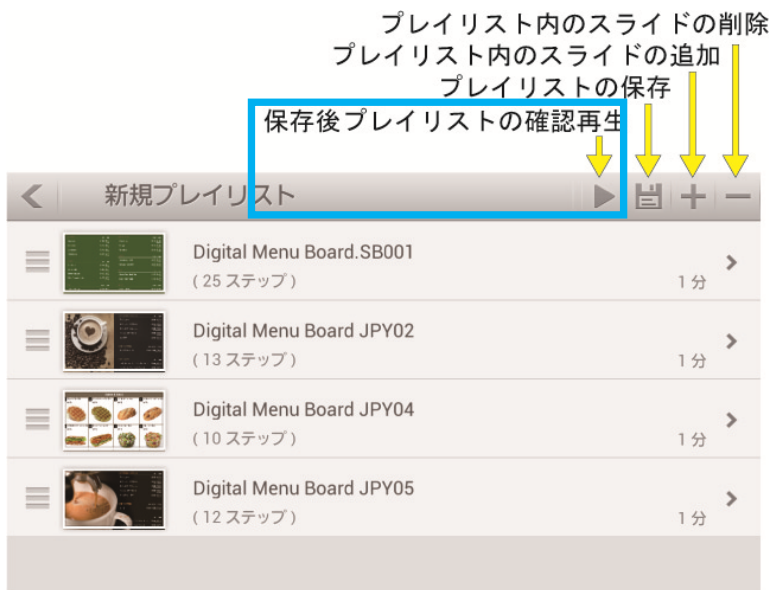 プレイリスト内のスライドの削除
プレイリスト内のスライドの追加
プレイリストの保存
保存後プレイリストの確認再生
新規プレイリスト
Digital Menu Board.SB001
( 25 ステップ )
1 分
Digital Menu Board JPY02
( 13 ステップ )
1 分
Digital Menu Board JPY04
( 10 ステップ )
1 分
Digital Menu Board JPY05
( 12 ステップ )
1 分